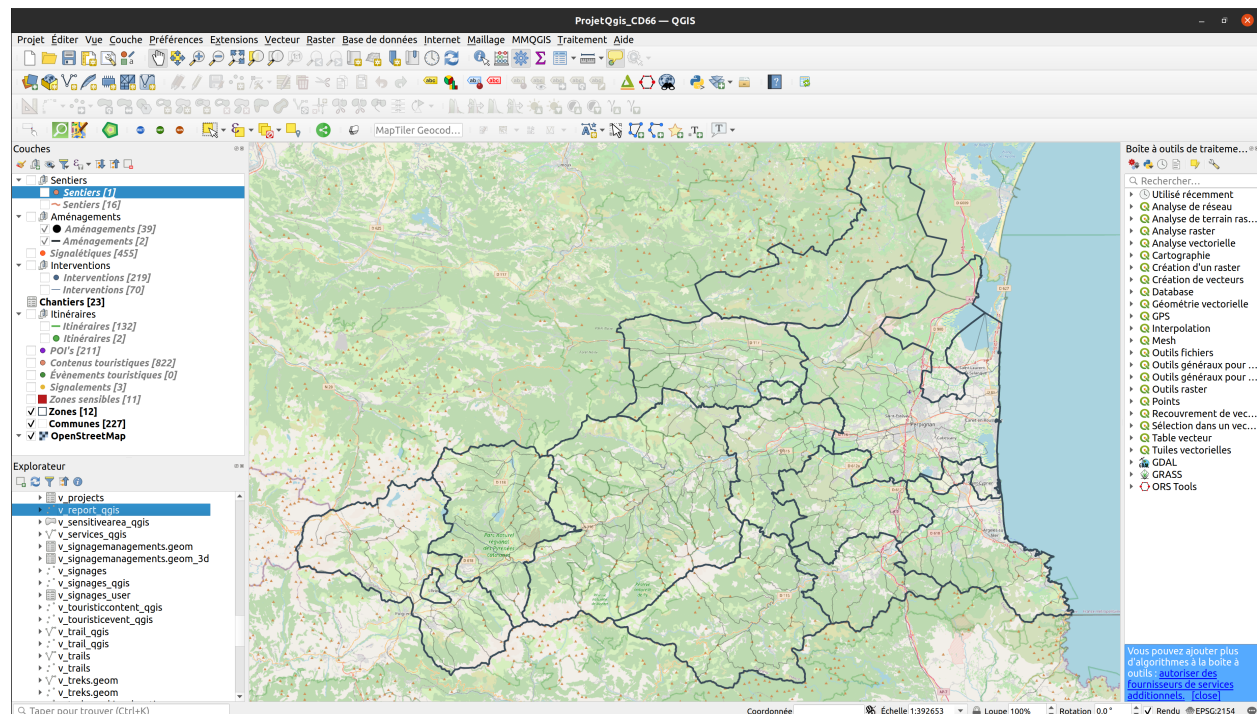 ProjetQgis_CD66 — QGIS
Projet Éditer Vue Couche Préférences Extensions Vecteur Raster Base de données Internet Maillage MMQGIS Traitement Aide
MapTiler Geocod...
Couches
Sentiers
Sentiers [1]
Sentiers [16]
Aménagements
Aménagements [39]
Aménagements [2]
Signalétiques [455]
Interventions
Interventions [219]
Interventions [70]
Chantiers [23]
Itinéraires
Itinéraires [132]
Itinéraires [2]
POI's [211]
Contenus touristiques [822]
Évènements touristiques [0]
Signalements [3]
Zones sensibles [11]
Zones [12]
Communes [227]
OpenStreetMap
Explorateur
v_projects
v_report_qgis
v_sensitivearea_qgis
v_services_qgis
v_signagemanagements.geom
v_signagemanagements.geom_3d
v_signages
v_signages_qgis
v_signages_user
v_touristiccontent_qgis
v_touristicevent_qgis
v_trail_qgis
v_trail_qgis
v_trails
v_trails
v_treks.geom
v_treks.geom
Perpignan
Boîte à outils de traiteme...
Rechercher...
Utilisé récemment
Analyse de réseau
Analyse de terrain ras...
Analyse raster
Analyse vectorielle
Cartographie
Création d'un raster
Création de vecteurs
Database
Géométrie vectorielle
GPS
Interpolation
Mesh
Outils fichiers
Outils généraux pour ...
Outils généraux pour ...
Outils raster
Points
Recouvrement de vec...
Sélection dans un vec...
Table vecteur
Tuiles vectorielles
GDAL
GRASS
ORS Tools
Vous pouvez ajouter plus
d'algorithmes à la boîte à
outils : autoriser des
fournisseurs de services
additionnels. [close]
Taper pour trouver (Ctrl+K)
Coordonnée
Échelle 1:392653
Loupe 100%
Rotation 0,0 °
Rendu
EPSG:2154